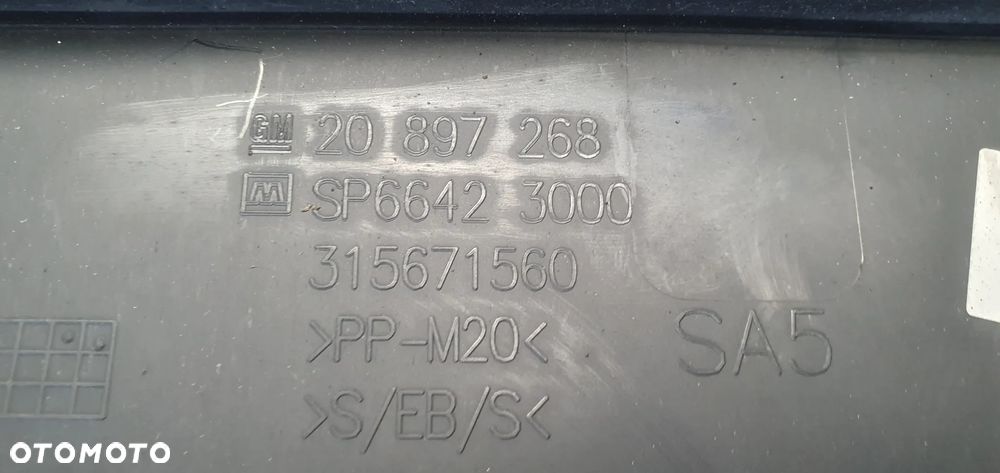 GM 20 897 268
M SP6642 3000
315671560
>PP-M20<
SA5
>S/EB/S<
OTOMOTO